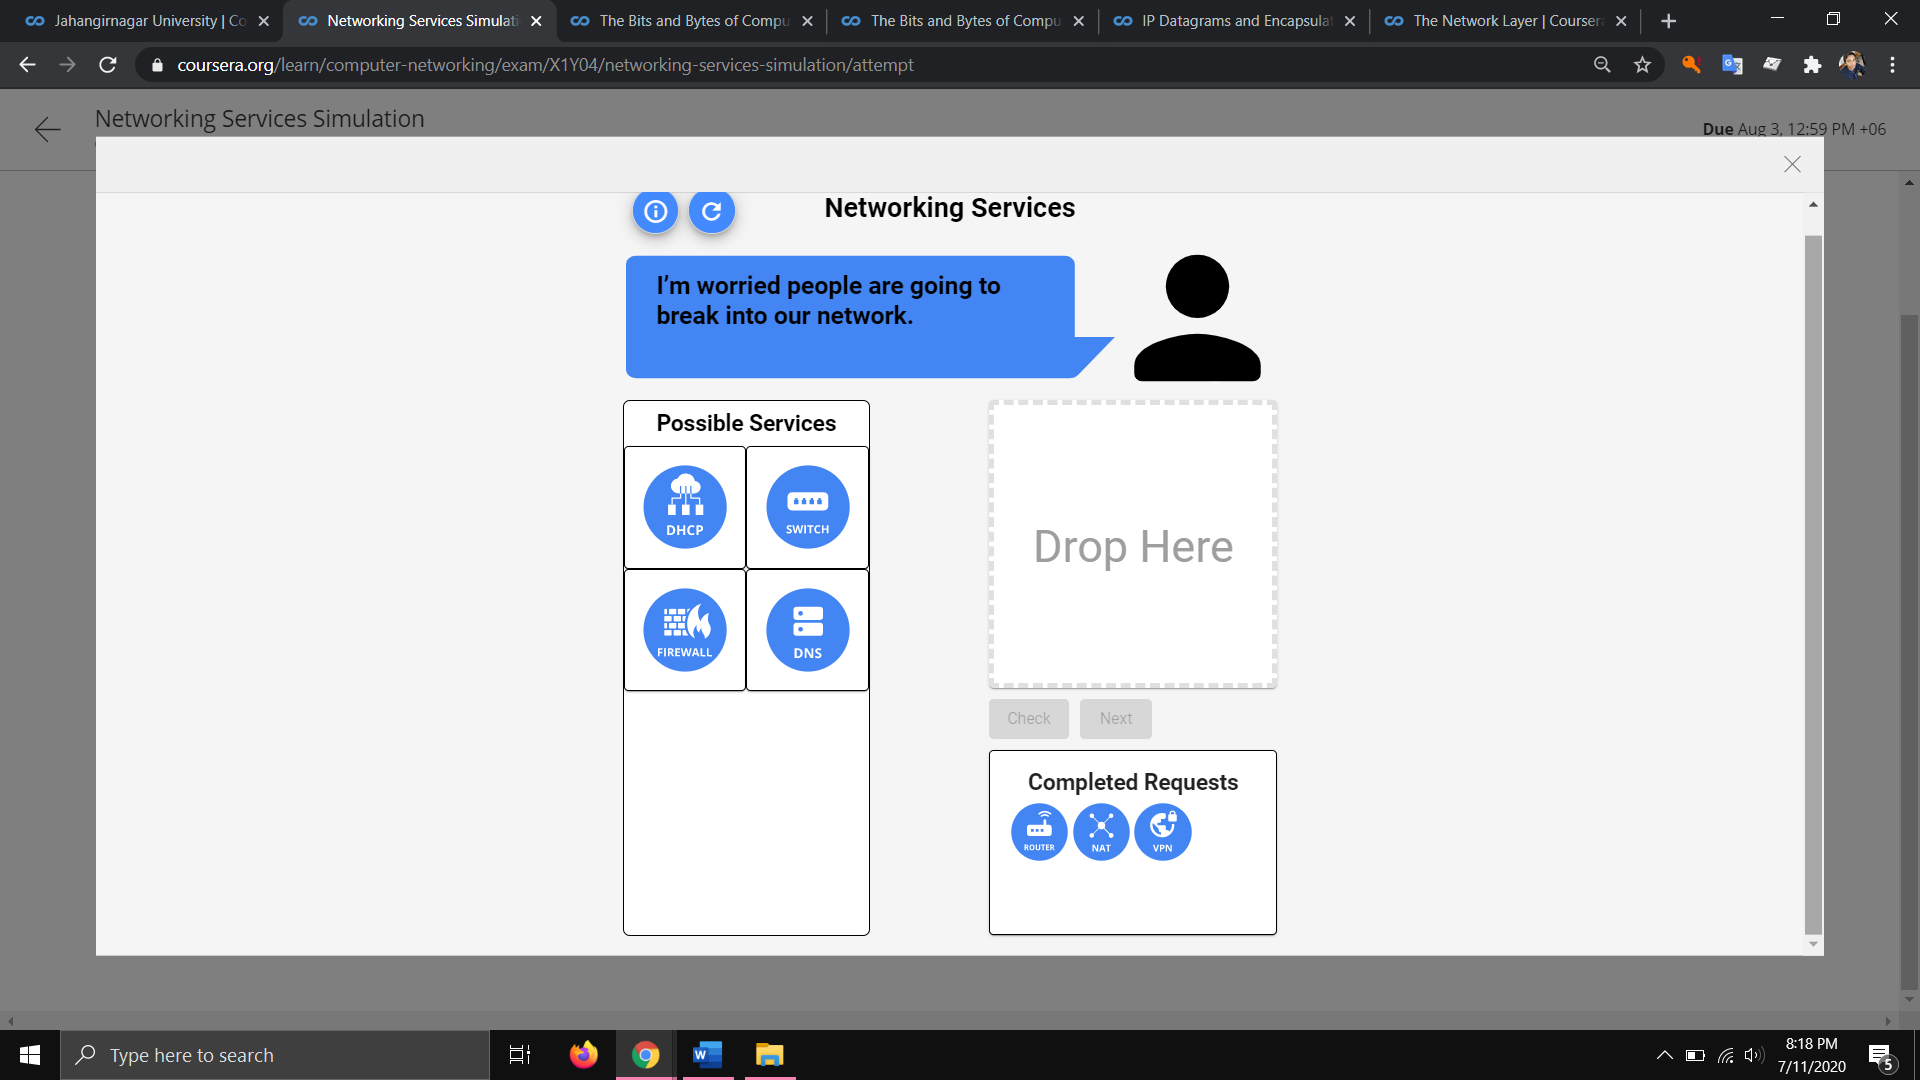 Jahangirnagar University | Co
Networking Services Simulati
The Bits and Bytes of Compu
The Bits and Bytes of Compu
IP Datagrams and Encapsulat
The Network Layer | Coursera
coursera.org/learn/computer-networking/exam/X1Y04/networking-services-simulation/attempt
Networking Services Simulation
Due Aug 3, 12:59 PM +06
Networking Services
I'm worried people are going to
break into our network.
Possible Services
DHCP
SWITCH
FIREWALL
DNS
Drop Here
Check
Next
Completed Requests
ROUTER
NAT
VPN
Type here to search
8:18 PM
7/11/2020
5